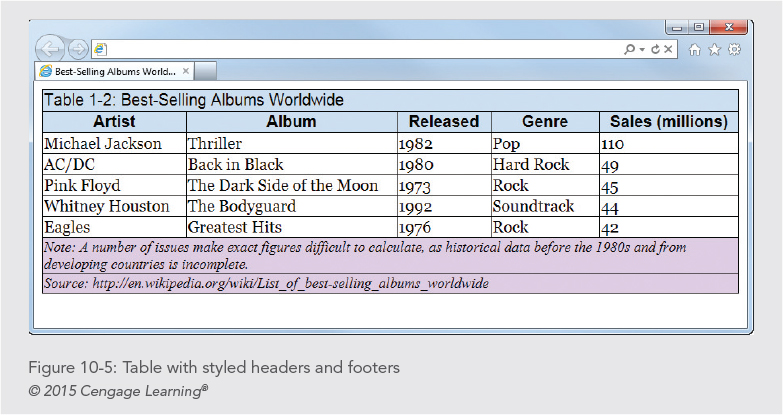 Best-Selling Albums World...
Table 1-2: Best-Selling Albums Worldwide
Artist Album Released Genre Sales (millions)
Michael Jackson Thriller 1982 Pop 110
AC/DC Back in Black 1980 Hard Rock 49
Pink Floyd The Dark Side of the Moon 1973 Rock 45
Whitney Houston The Bodyguard 1992 Soundtrack 44
Eagles Greatest Hits 1976 Rock 42
Note: A number of issues make exact figures difficult to calculate, as historical data before the 1980s and from
developing countries is incomplete.
Source: http://en.wikipedia.org/wiki/List_of_best-selling_albums_worldwide
Figure 10-5: Table with styled headers and footers
© 2015 Cengage Learning®